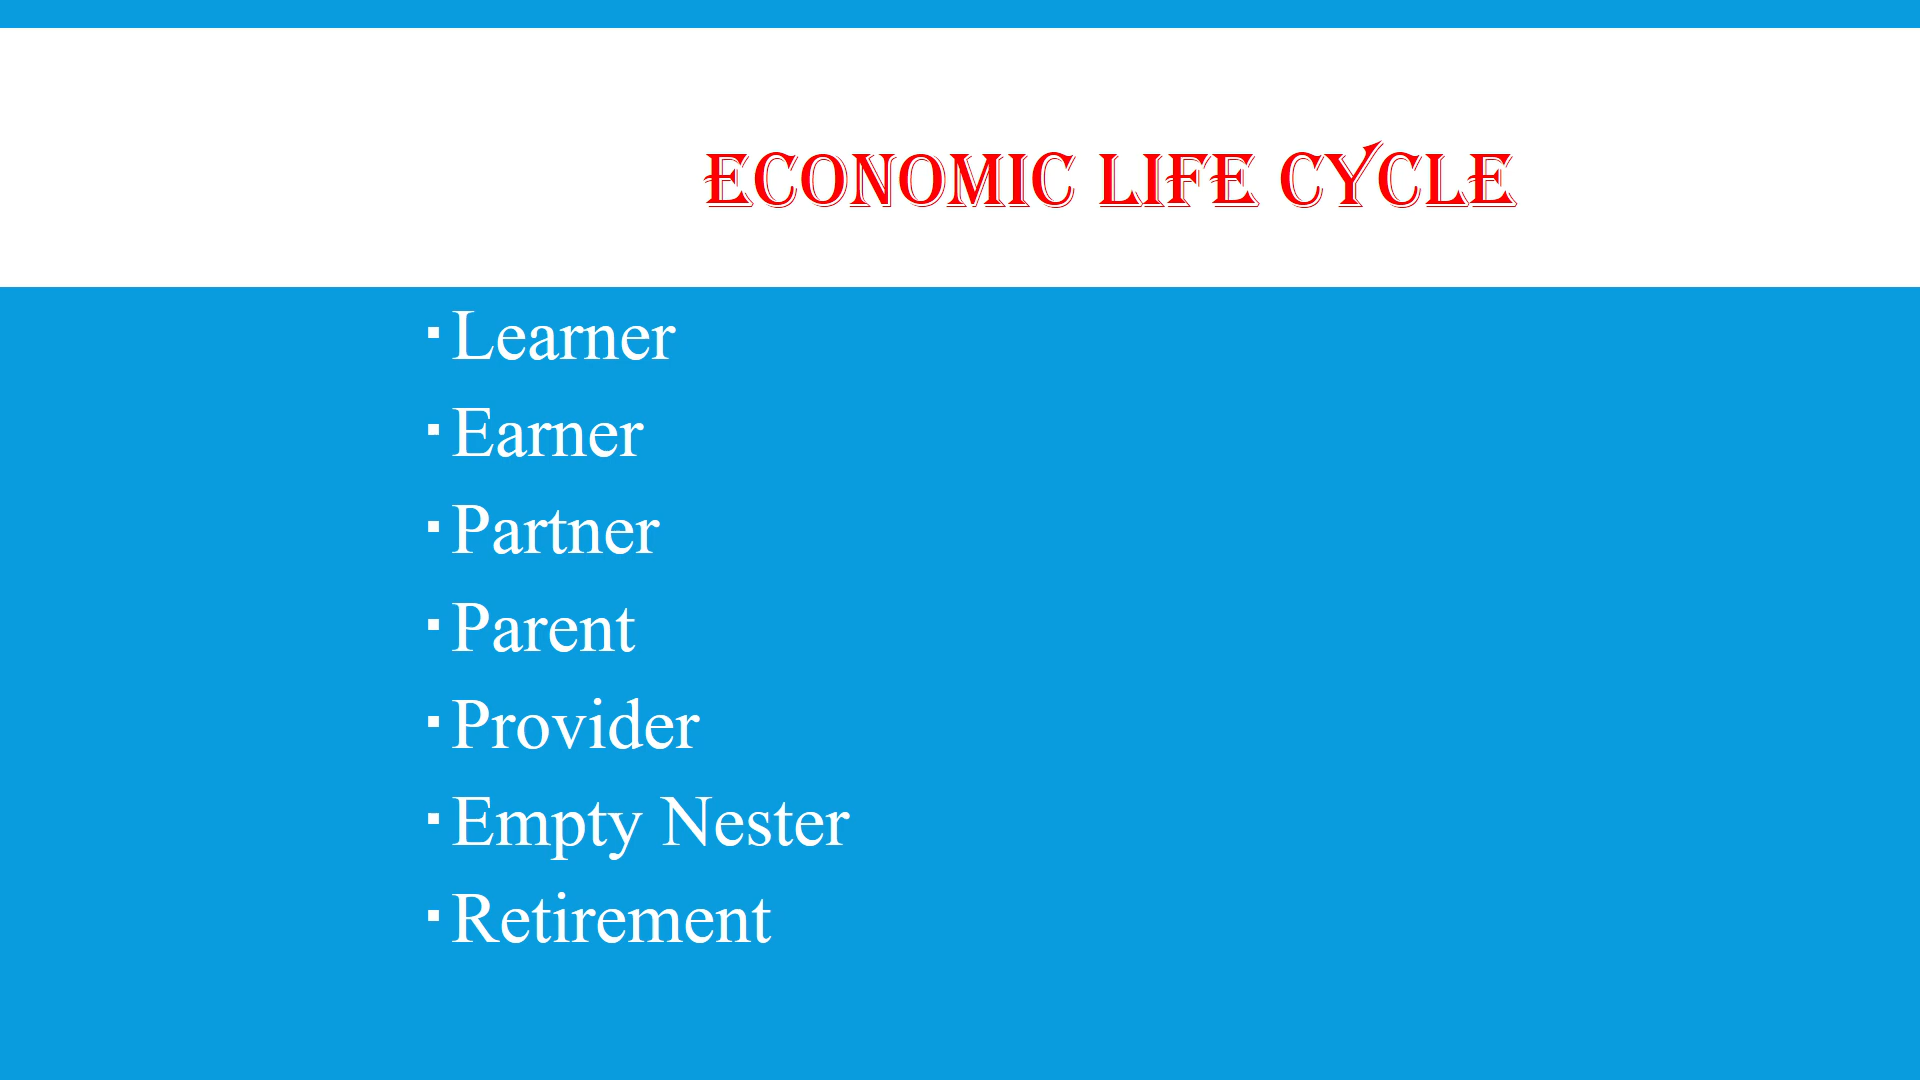 ECONOMIC LIFE CYCLE
▪ Learner
▪ Earner
▪ Partner
▪ Parent
▪ Provider
▪ Empty Nester
▪ Retirement